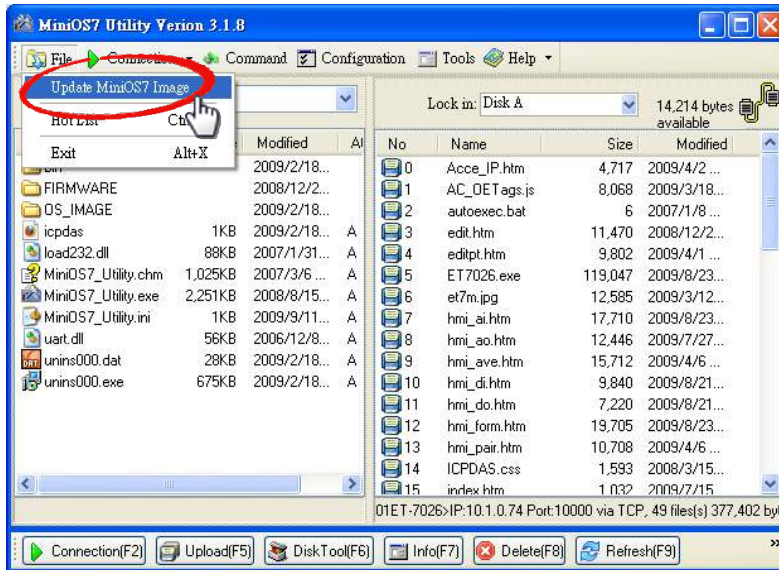 MiniOS7 Utility Verion 3.1.8
File Connection Command Configuration Tools Help
Update MiniOS7 Image
Hot List
Exit Alt+X
Lock in: Disk A 14,214 bytes available
Modified
2009/2/18...
FIRMWARE 2008/12/2...
OS_IMAGE 2009/2/18...
icpdas 1KB 2009/2/18... A
load232.dll 88KB 2007/1/31... A
MiniOS7_Utility.chm 1,025KB 2007/3/6 ... A
MiniOS7_Utility.exe 2,251KB 2008/8/15... A
MiniOS7_Utility.ini 1KB 2009/9/11... A
uart.dll 56KB 2006/12/8... A
unins000.dat 28KB 2009/2/18... A
unins000.exe 675KB 2009/2/18... A
No Name Size Modified
0 Acce_IP.htm 4,717 2009/4/2 ...
1 AC_OETags.js 8,068 2009/3/18...
2 autoexec.bat 6 2007/1/8 ...
3 edit.htm 11,470 2008/12/2...
4 editpt.htm 9,802 2009/4/1 ...
5 ET7026.exe 119,047 2009/8/23...
6 et7m.jpg 12,585 2009/3/12...
7 hmi_ai.htm 17,710 2009/8/23...
8 hmi_ao.htm 12,446 2009/7/27...
9 hmi_ave.htm 15,712 2009/4/6 ...
10 hmi_di.htm 9,840 2009/8/21...
11 hmi_do.htm 7,220 2009/8/21...
12 hmi_form.htm 19,705 2009/8/23...
13 hmi_pair.htm 10,708 2009/4/6 ...
14 ICPDAS.css 1,593 2008/3/15...
15 index.htm 1,032 2009/7/15
01ET-7026>IP:10.1.0.74 Port:10000 via TCP, 49 files(s) 377,402 by
Connection(F2) Upload(F5) DiskTool(F6) Info(F7) Delete(F8) Refresh(F9)